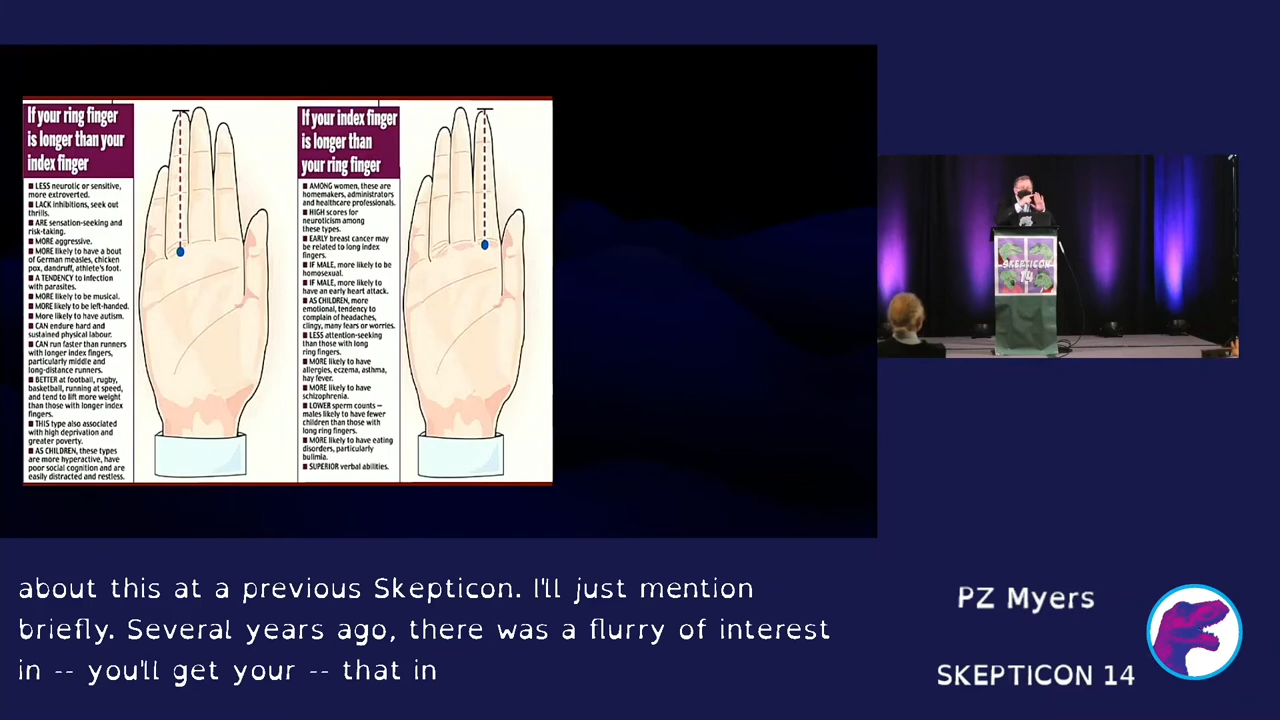 If your ring finger
is longer than your
index finger
LESS neurotic or sensitive,
more extroverted.
LACK inhibitions, seek out
thrills.
ARE sensation-seeking and
risk-taking.
MORE aggressive.
MORE likely to have a bout
of German measles, chicken
pox, dandruff, athlete's foot.
A TENDENCY to infection
with parasites.
MORE likely to be musical.
MORE likely to be left-handed.
More likely to have autism.
CAN endure hard and
sustained physical labour.
CAN run faster than runners
with longer index fingers,
particularly middle and
long-distance runners.
BETTER at football, rugby,
basketball, running at speed,
and tend to lift more weight
than those with longer index
fingers.
THIS type also associated
with high deprivation and
greater poverty.
AS CHILDREN, these types
are more hyperactive, have
poor social cognition and are
easily distracted and restless.
If your index finger
is longer than
your ring finger
AMONG women, these are
homemakers, administrators
and healthcare professionals.
HIGH scores for
neuroticism among
these types.
EARLY breast cancer may
be related to long index
fingers.
IF MALE, more likely to be
homosexual.
IF MALE, more likely to
have an early heart attack.
AS CHILDREN, more
emotional, tendency to
complain of headaches,
clingy, many fears or worries.
LESS attention-seeking
than those with long
ring fingers.
MORE likely to have
allergies, eczema, asthma,
hay fever.
MORE likely to have
schizophrenia.
LOWER sperm counts –
males likely to have fewer
children than those with
long ring fingers.
MORE likely to have eating
disorders, particularly
bulimia.
SUPERIOR verbal abilities.
SKEPTICON
14
about this at a previous Skepticon. I'll just mention
briefly. Several years ago, there was a flurry of interest
in -- you'll get your -- that in
PZ Myers
SKEPTICON 14